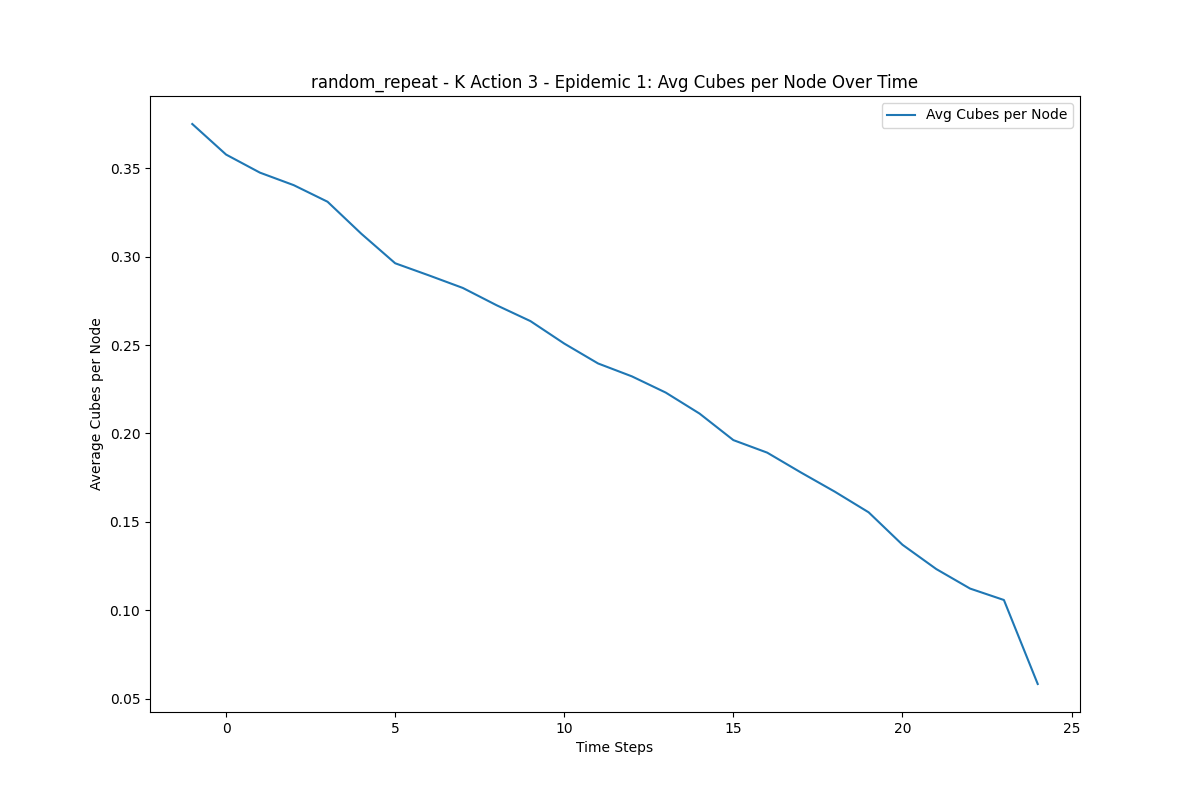 random_repeat - K Action 3 - Epidemic 1: Avg Cubes per Node Over Time
Avg Cubes per Node
Average Cubes per Node
0.35
0.30
0.25
0.20
0.15
0.10
0.05
0 5 10 15 20 25
Time Steps